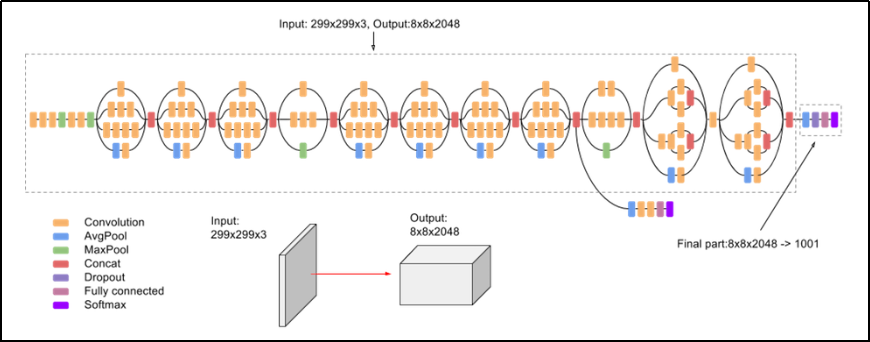 Input: 299x299x3, Output:8x8x2048
Final part:8x8x2048 -> 1001
Convolution
AvgPool
MaxPool
Concat
Dropout
Fully connected
Softmax
Input:
299x299x3
Output:
8x8x2048